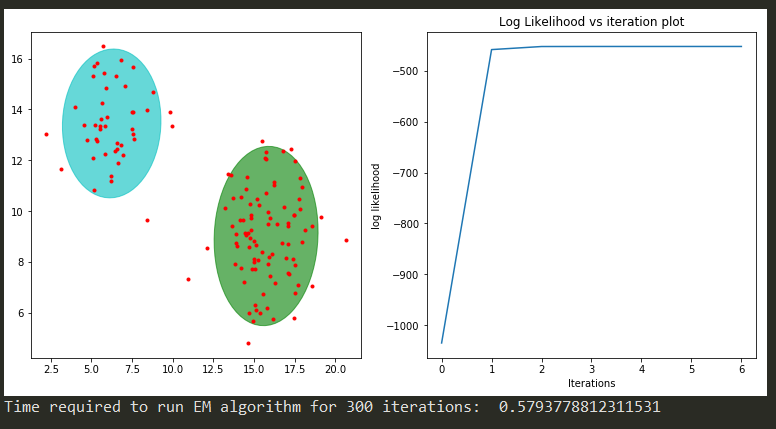 Log Likelihood vs iteration plot
16
14
12
10
8
6
2.5 5.0 7.5 10.0 12.5 15.0 17.5 20.0
log likelihood
−500
−600
−700
−800
−900
−1000
0 1 2 3 4 5 6
Iterations
Time required to run EM algorithm for 300 iterations:  0.5793778812311531